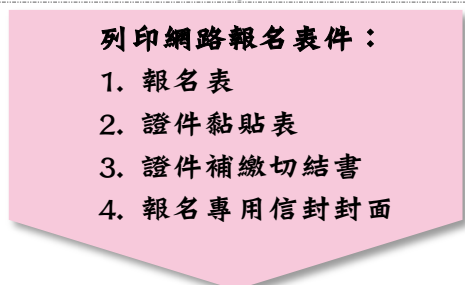 列印網路報名表件：
1. 報名表
2. 證件黏貼表
3. 證件補繳切結書
4. 報名專用信封封面